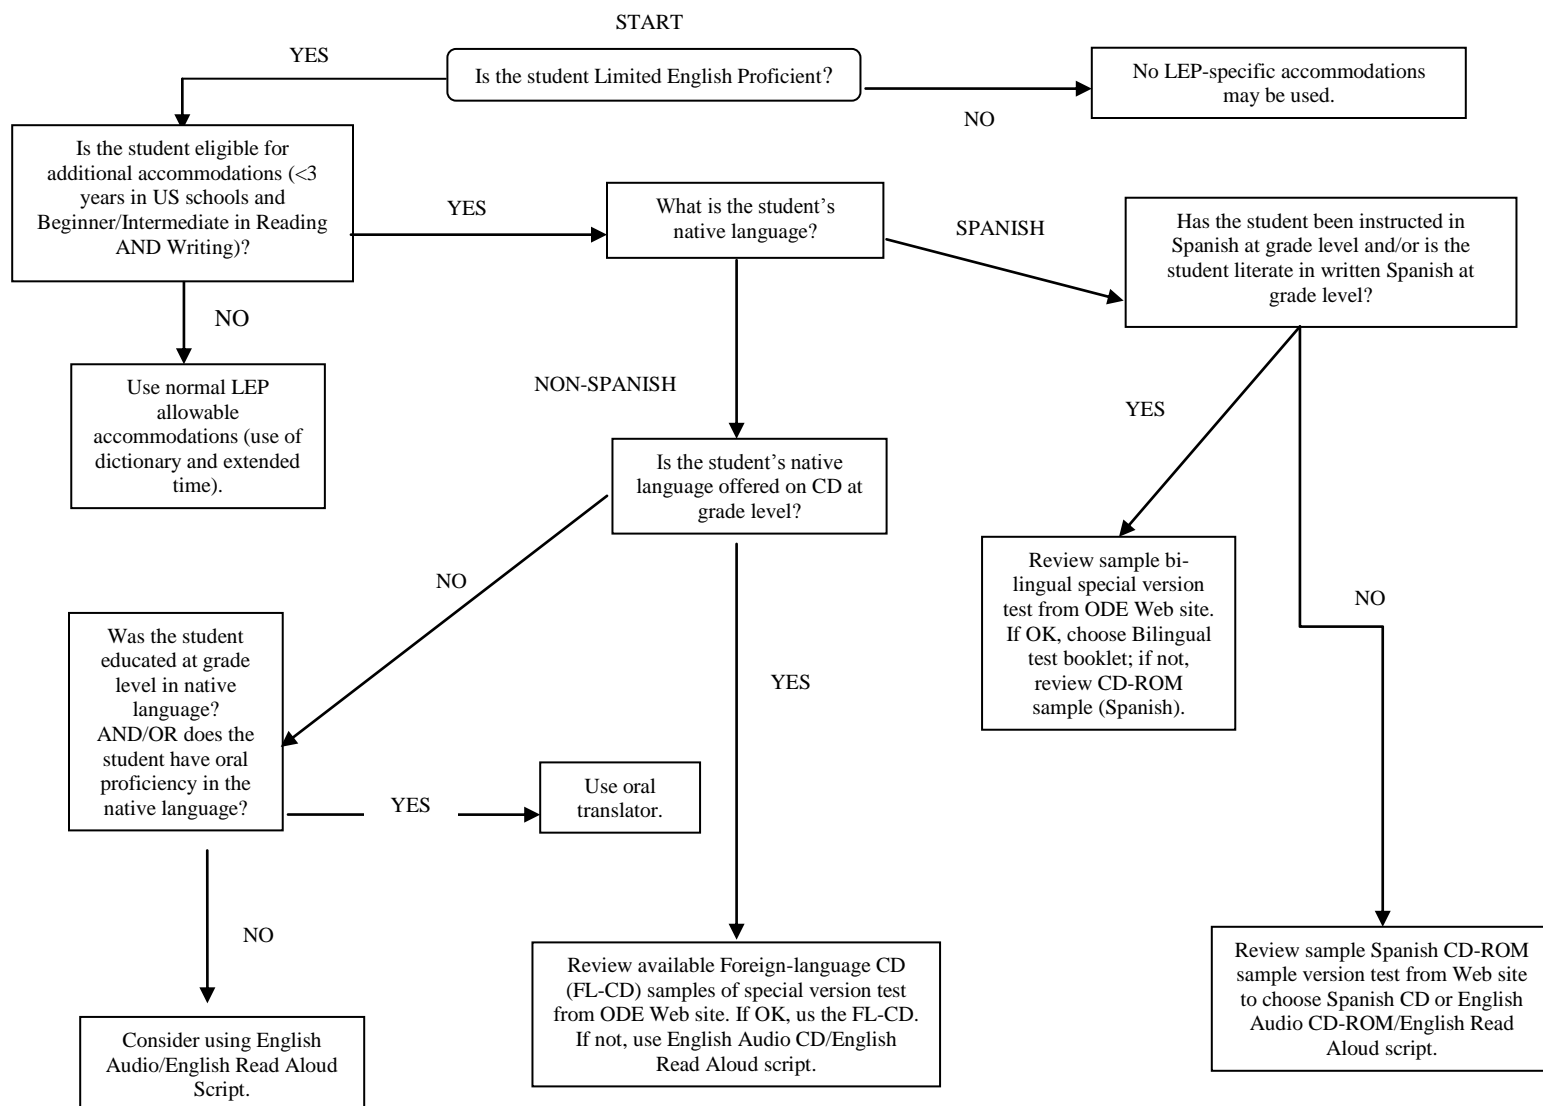 START
YES
Is the student Limited English Proficient?
No LEP-specific accommodations
may be used.
NO
Is the student eligible for
additional accommodations (<3
years in US schools and
Beginner/Intermediate in Reading
AND Writing)?
YES
What is the student's
native language?
SPANISH
Has the student been instructed in
Spanish at grade level and/or is the
student literate in written Spanish at
grade level?
NO
Use normal LEP
allowable
accommodations (use of
dictionary and extended
time).
NON-SPANISH
YES
Is the student's native
language offered on CD at
grade level?
Review sample bi-
lingual special version
test from ODE Web site.
If OK, choose Bilingual
test booklet; if not,
review CD-ROM
sample (Spanish).
NO
NO
Was the student
educated at grade
level in native
language?
AND/OR does the
student have oral
proficiency in the
native language?
YES
YES
Use oral
translator.
NO
Review available Foreign-language CD
(FL-CD) samples of special version test
from ODE Web site. If OK, us the FL-CD.
If not, use English Audio CD/English
Read Aloud script.
Review sample Spanish CD-ROM
sample version test from Web site
to choose Spanish CD or English
Audio CD-ROM/English Read
Aloud script.
Consider using English
Audio/English Read Aloud
Script.